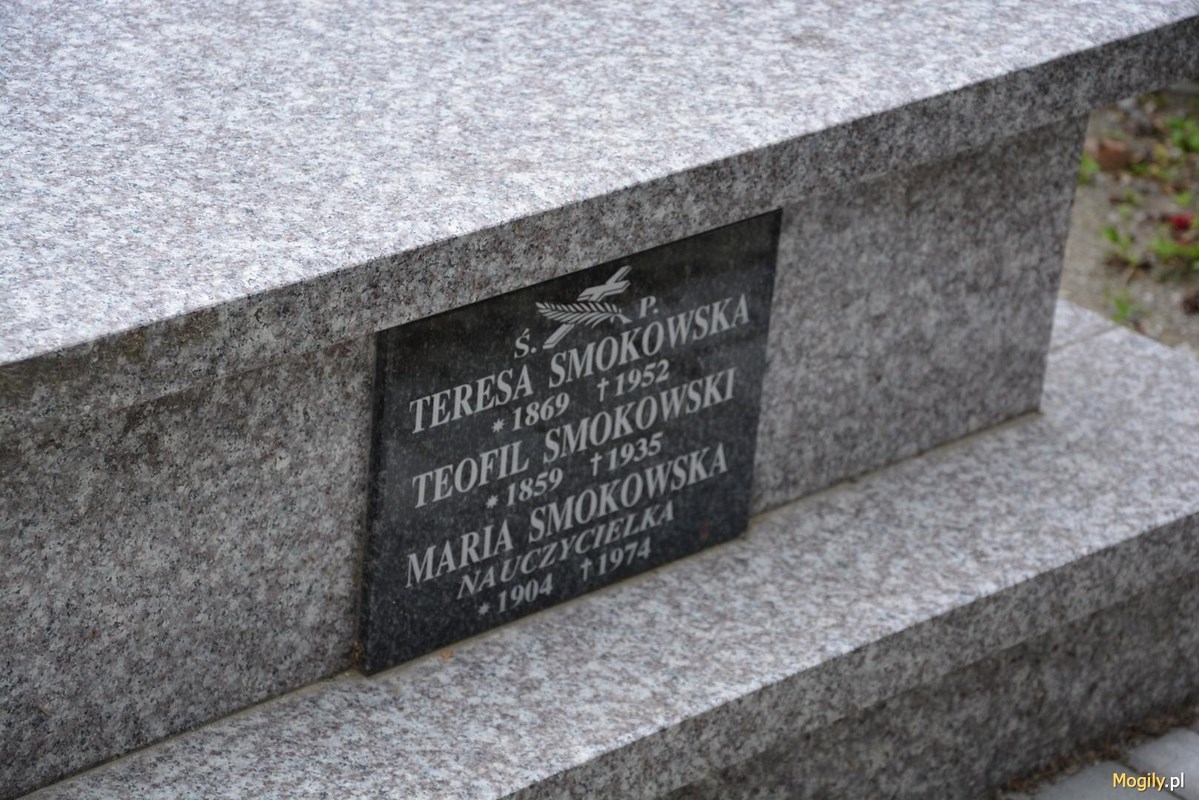 Ś. P.
TERESA SMOKOWSKA
* 1869 †1952
TEOFIL SMOKOWSKI
* 1859 †1935
MARIA SMOKOWSKA
NAUCZYCIELKA
* 1904 †1974
Mogily.pl